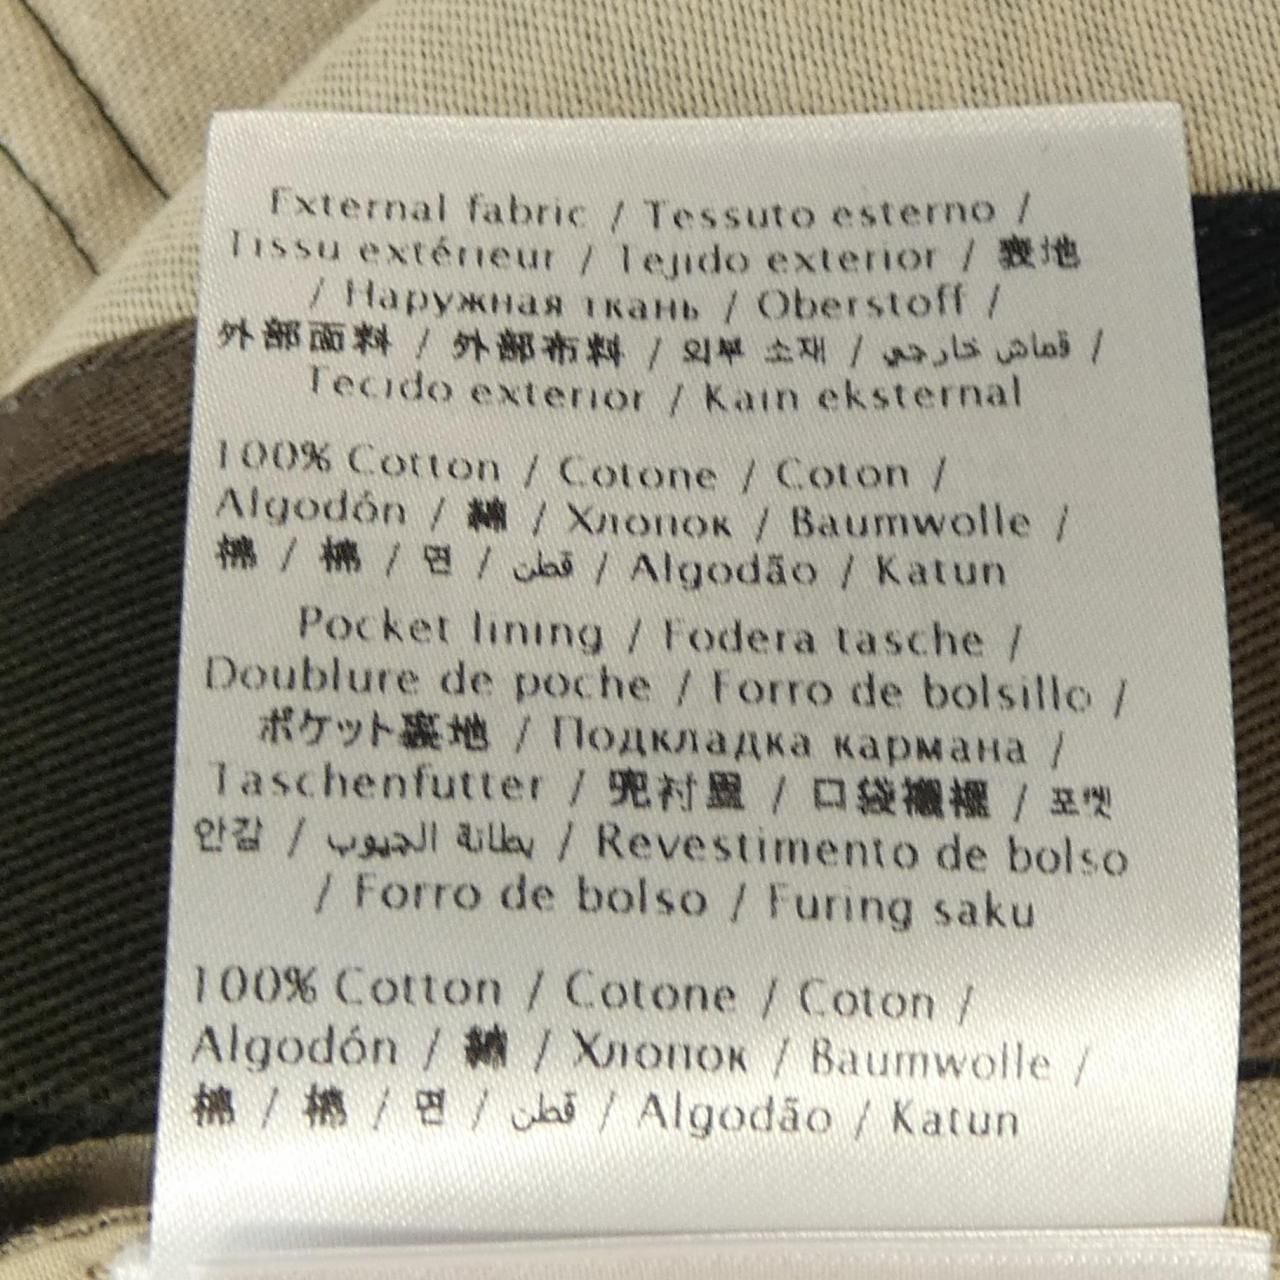 External fabric / Tessuto esterno /
Tissu extérieur / Tejido exterior / 表地
/ Наружная ткань / Oberstoff /
外部面料 / 外部布料 / 외부 소재 / قماش خارجي /
Tecido exterior / Kain eksternal
100% Cotton / Cotone / Coton /
Algodón / 綿 / Хлопок / Baumwolle /
棉 / 棉 / 면 / قطن / Algodão / Katun
Pocket lining / Fodera tasche /
Doublure de poche / Forro de bolsillo /
ポケット裏地 / Подкладка кармана /
Taschenfutter / 兜衬里 / 口袋襯裡 / 포켓
안감 / بطانة الجيوب / Revestimento de bolso
/ Forro de bolso / Furing saku
100% Cotton / Cotone / Coton /
Algodón / 綿 / Хлопок / Baumwolle /
棉 / 棉 / 면 / قطن / Algodão / Katun